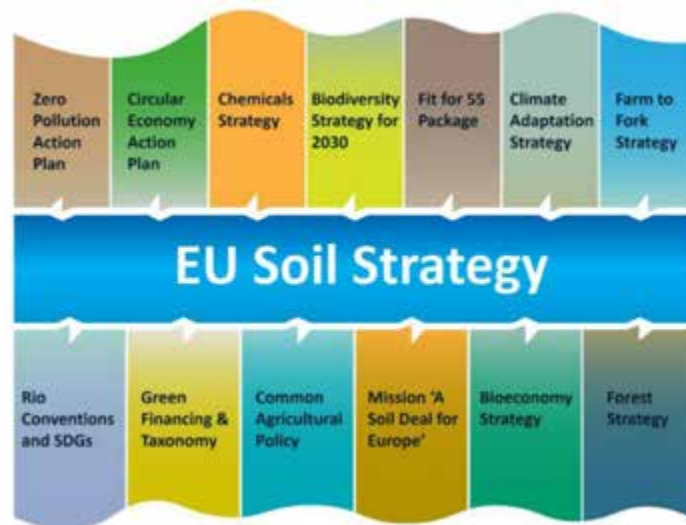 Zero
Pollution
Action
Plan
Circular
Economy
Action
Plan
Chemicals
Strategy
Biodiversity
Strategy for
2030
Fit for 55
Package
Climate
Adaptation
Strategy
Farm to
Fork
Strategy
EU Soil Strategy
Rio
Conventions
and SDGs
Green
Financing &
Taxonomy
Common
Agricultural
Policy
Mission 'A
Soil Deal for
Europe'
Bioeconomy
Strategy
Forest
Strategy